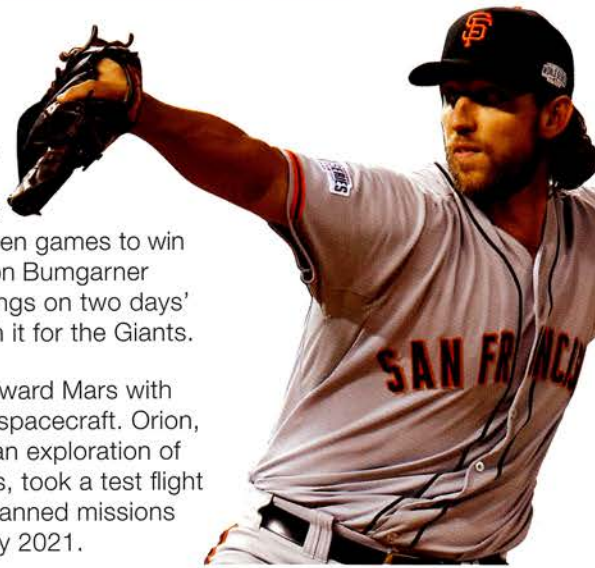 en games to win
n Bumgarner
ngs on two days'
n it for the Giants.
ward Mars with
spacecraft. Orion,
an exploration of
s, took a test flight
anned missions
y 2021.
SF
SAN FR NCI